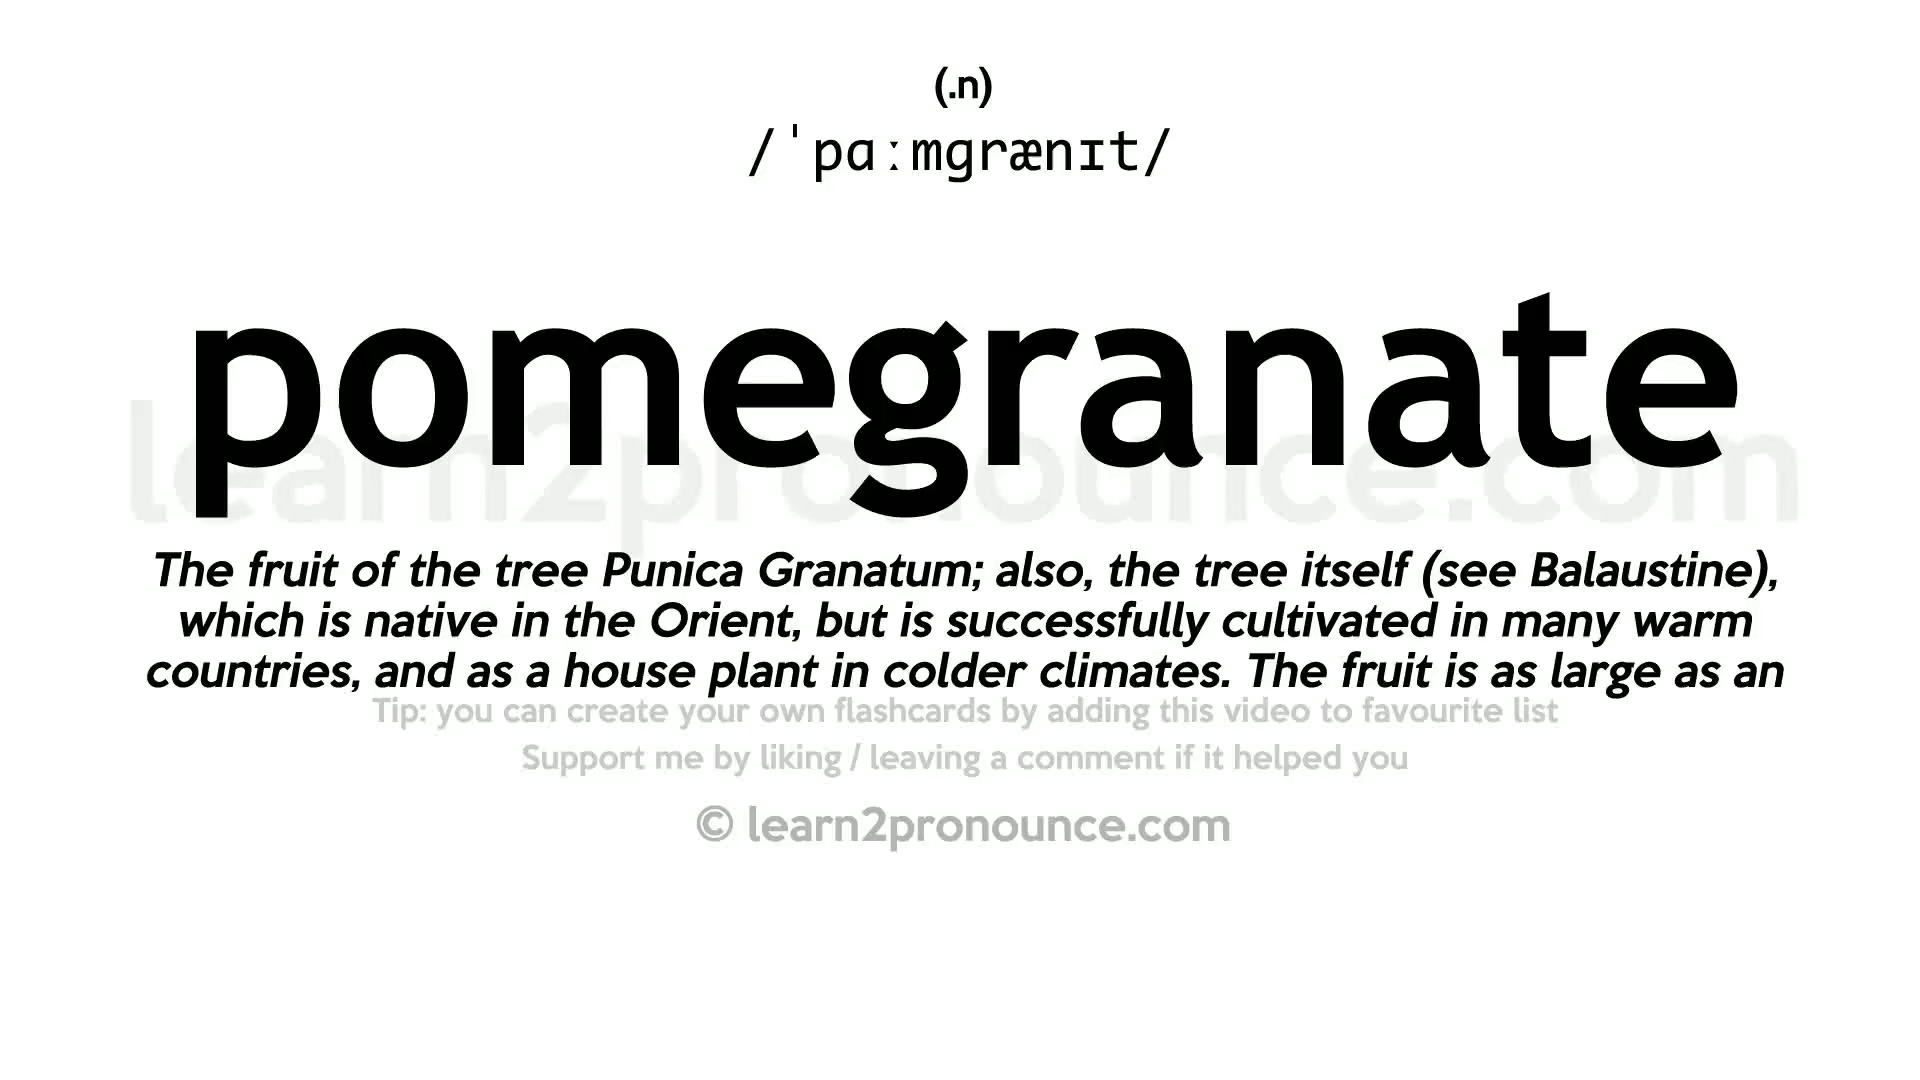 (.n)
/ˈpɑːmɡrænɪt/
pomegranate
learn2pronounce.com
The fruit of the tree Punica Granatum; also, the tree itself (see Balaustine),
which is native in the Orient, but is successfully cultivated in many warm
countries, and as a house plant in colder climates. The fruit is as large as an
Tip: you can create your own flashcards by adding this video to favourite list
Support me by liking / leaving a comment if it helped you
© learn2pronounce.com